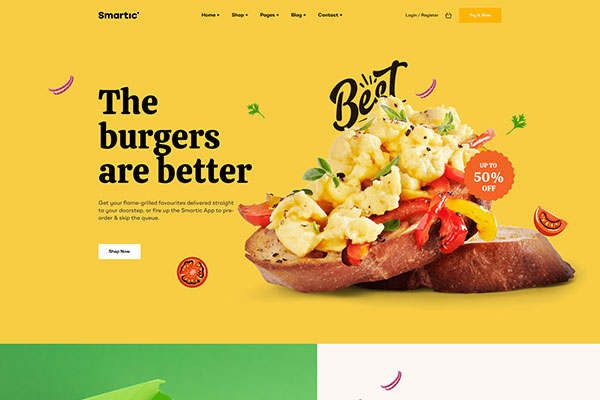 Smartic
Home
Shop
Pages
Blog
Contact
Login / Register
Try It Now
Best
The
burgers
are better
UP TO
50%
OFF
Get your flame-grilled favourites delivered straight
to your doorstep, or fire up the Smartic App to pre-
order & skip the queue.
Shop Now